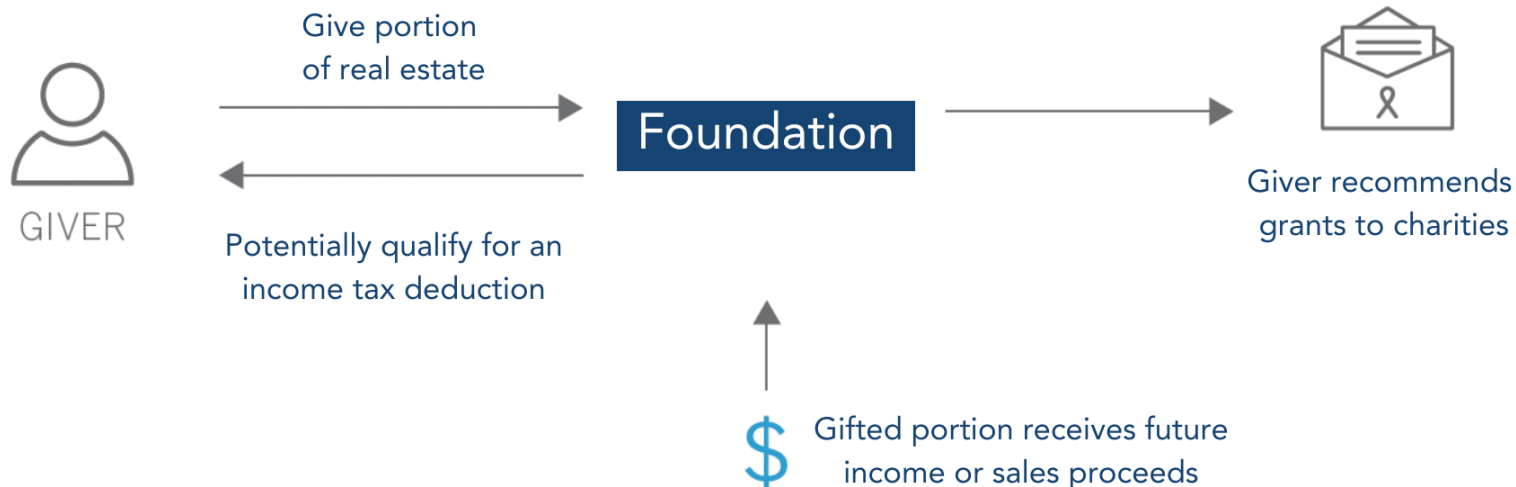 Give portion
of real estate
Foundation
GIVER
Potentially qualify for an
income tax deduction
Giver recommends
grants to charities
$
Gifted portion receives future
income or sales proceeds